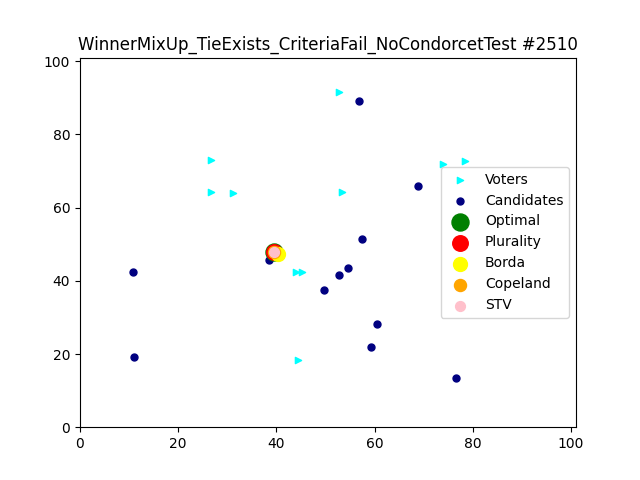 WinnerMixUp_TieExists_CriteriaFail_NoCondorcetTest #2510
100
80
60
40
20
0
0
20
40
60
80
100
Voters
Candidates
Optimal
Plurality
Borda
Copeland
STV